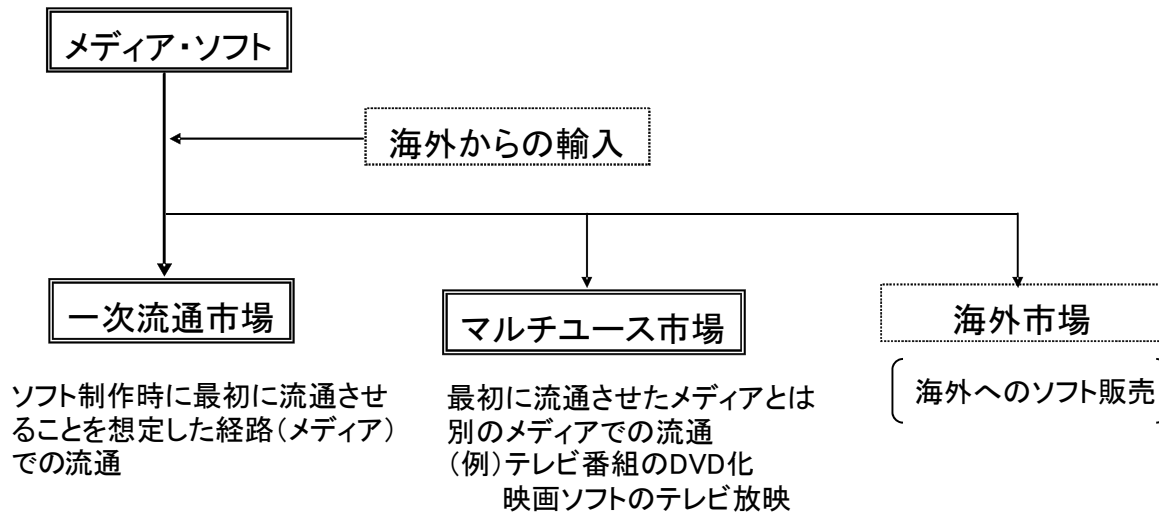 メディア・ソフト
海外からの輸入
一次流通市場
ソフト制作時に最初に流通させ
ることを想定した経路(メディア)
での流通
マルチユース市場
最初に流通させたメディアとは
別のメディアでの流通
(例)テレビ番組のDVD化
映画ソフトのテレビ放映
海外市場
海外へのソフト販売